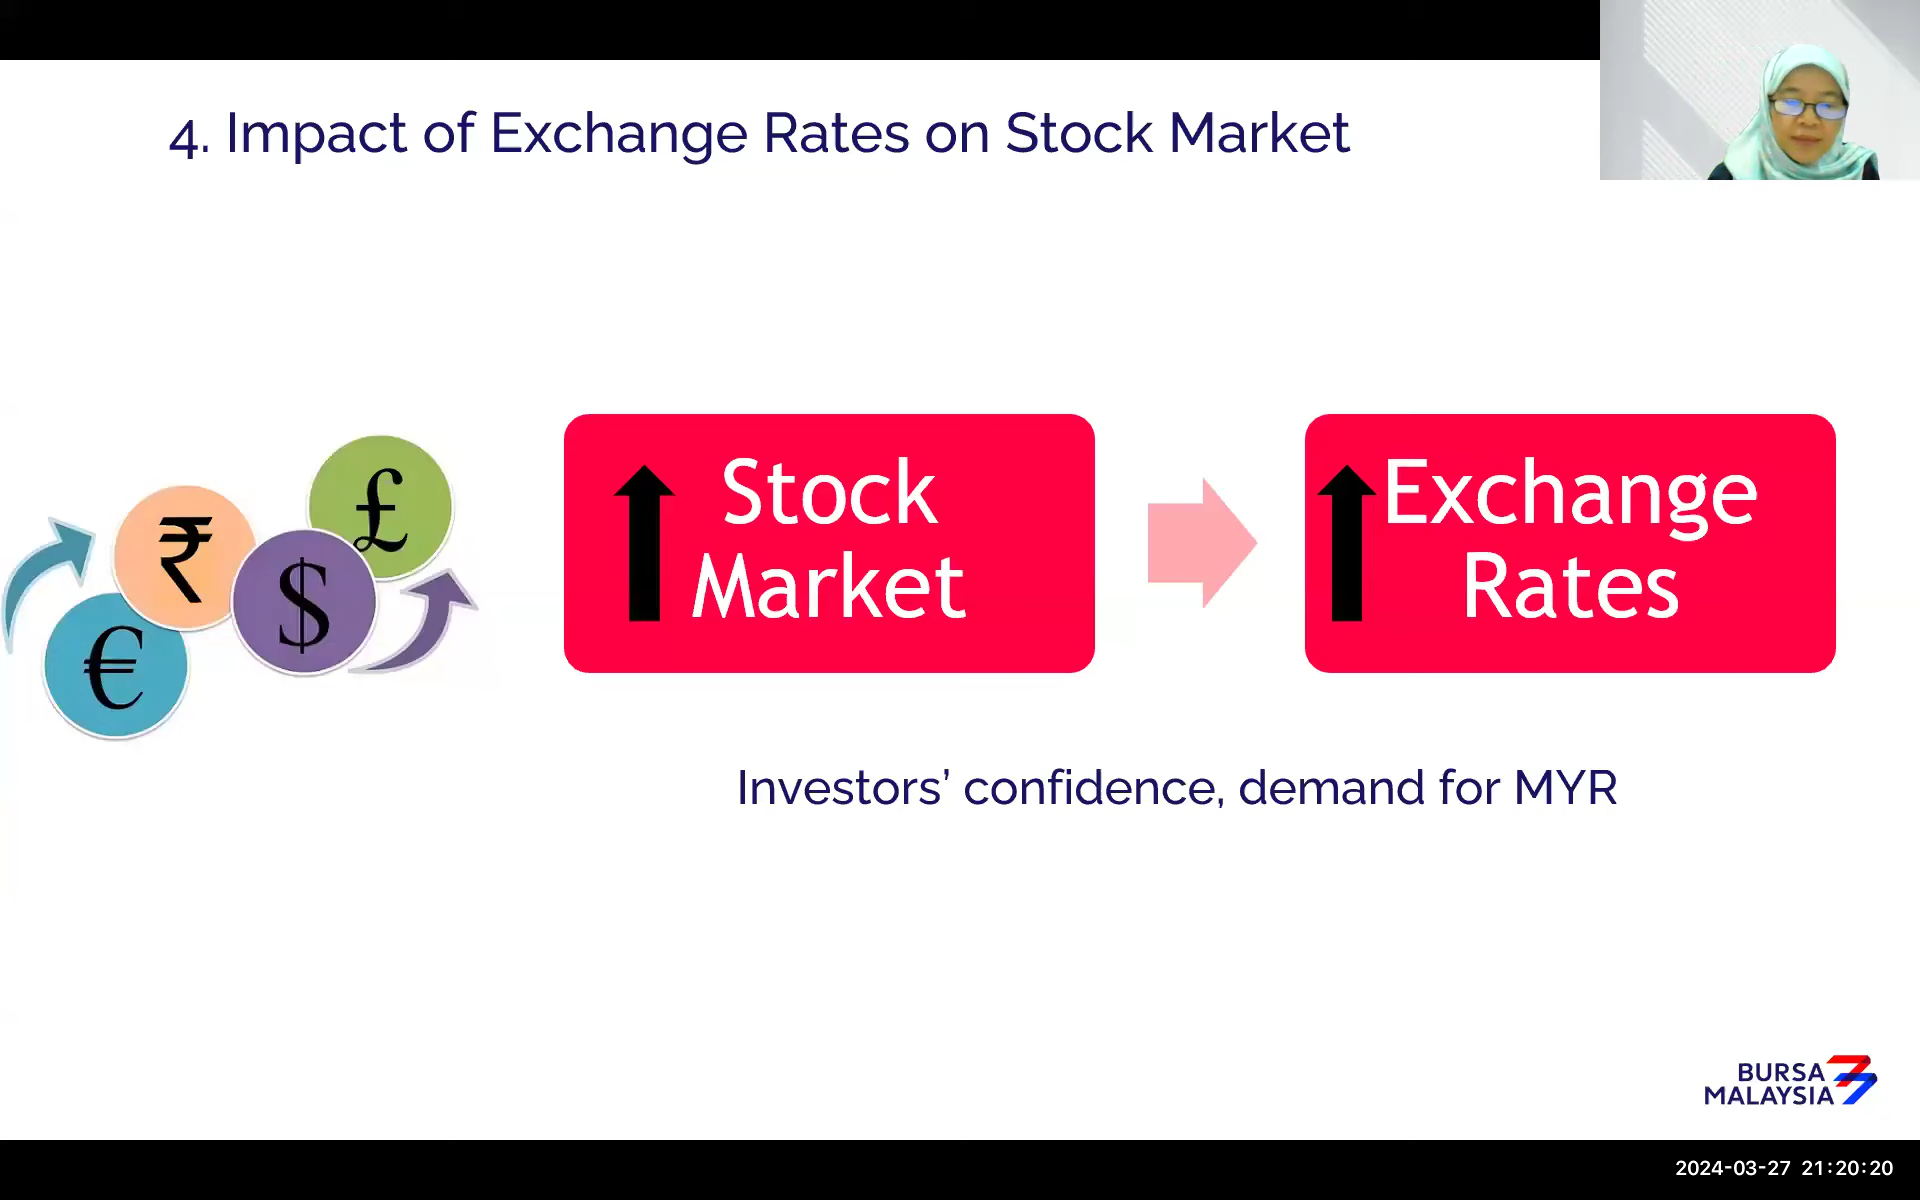 4. Impact of Exchange Rates on Stock Market
£
₹
$
€
Stock
Market
Exchange
Rates
Investors’ confidence, demand for MYR
BURSA
MALAYSIA
2024-03-27 21:20:20